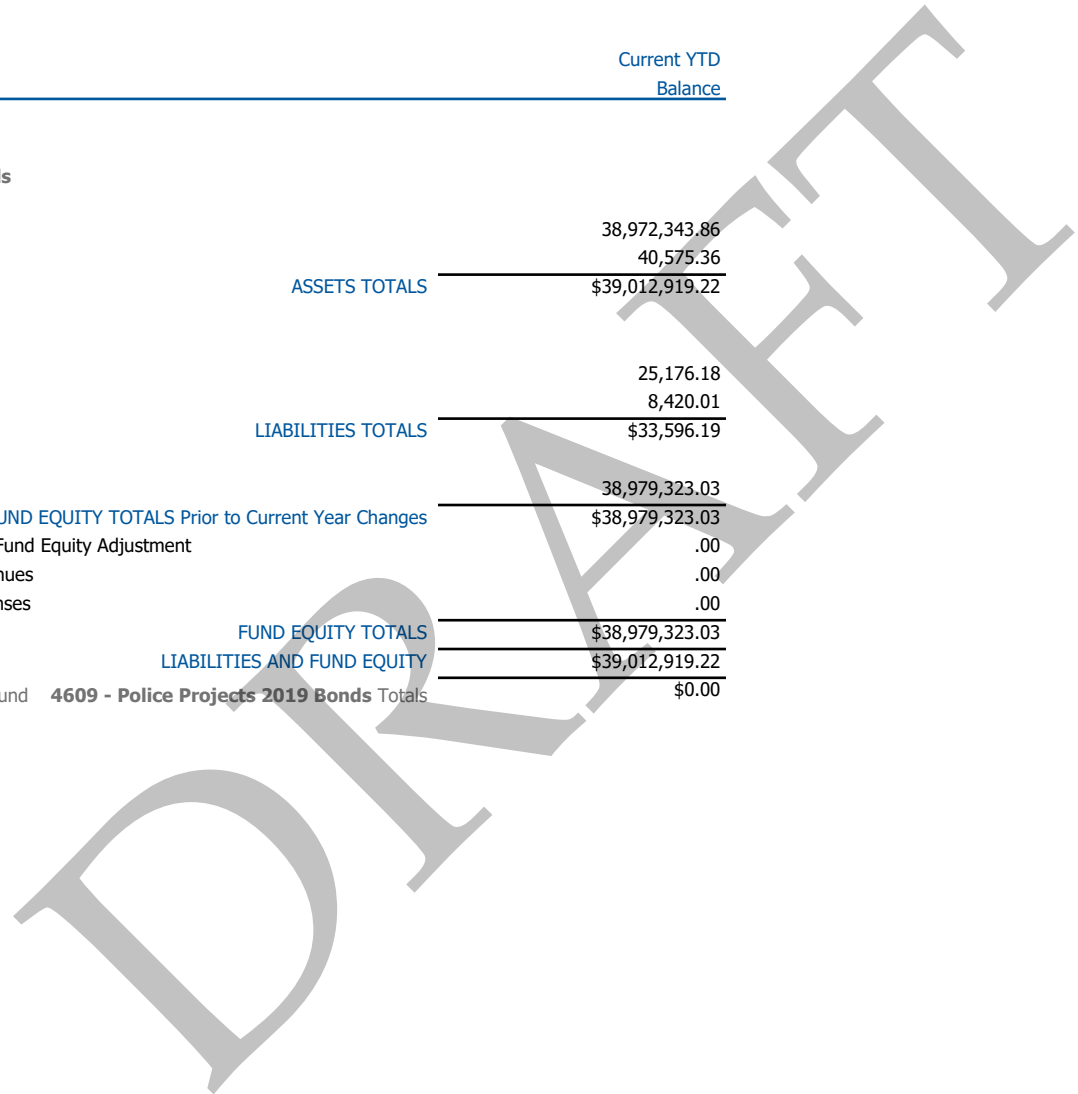 Current YTD
Balance
ls
38,972,343.86
40,575.36
ASSETS TOTALS $39,012,919.22
25,176.18
8,420.01
LIABILITIES TOTALS $33,596.19
38,979,323.03
UND EQUITY TOTALS Prior to Current Year Changes $38,979,323.03
Fund Equity Adjustment .00
nues .00
nses .00
FUND EQUITY TOTALS $38,979,323.03
LIABILITIES AND FUND EQUITY $39,012,919.22
und 4609 - Police Projects 2019 Bonds Totals $0.00
DRAFT